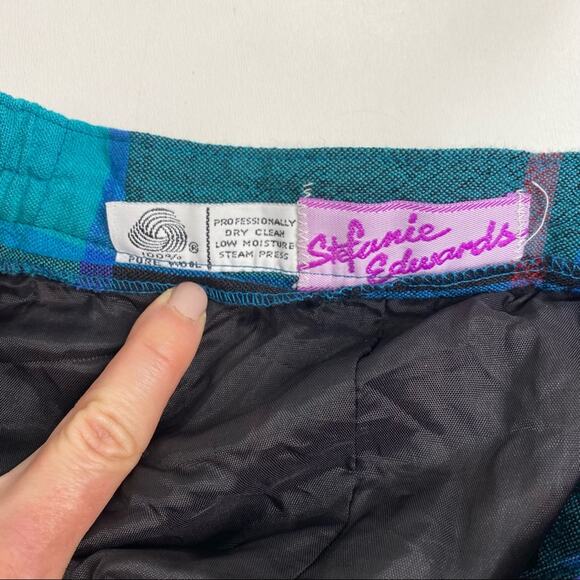 100%
PURE WOOL
®
PROFESSIONALLY
DRY CLEAN
LOW MOISTURE
STEAM PRESS
Stefanie
Edwards